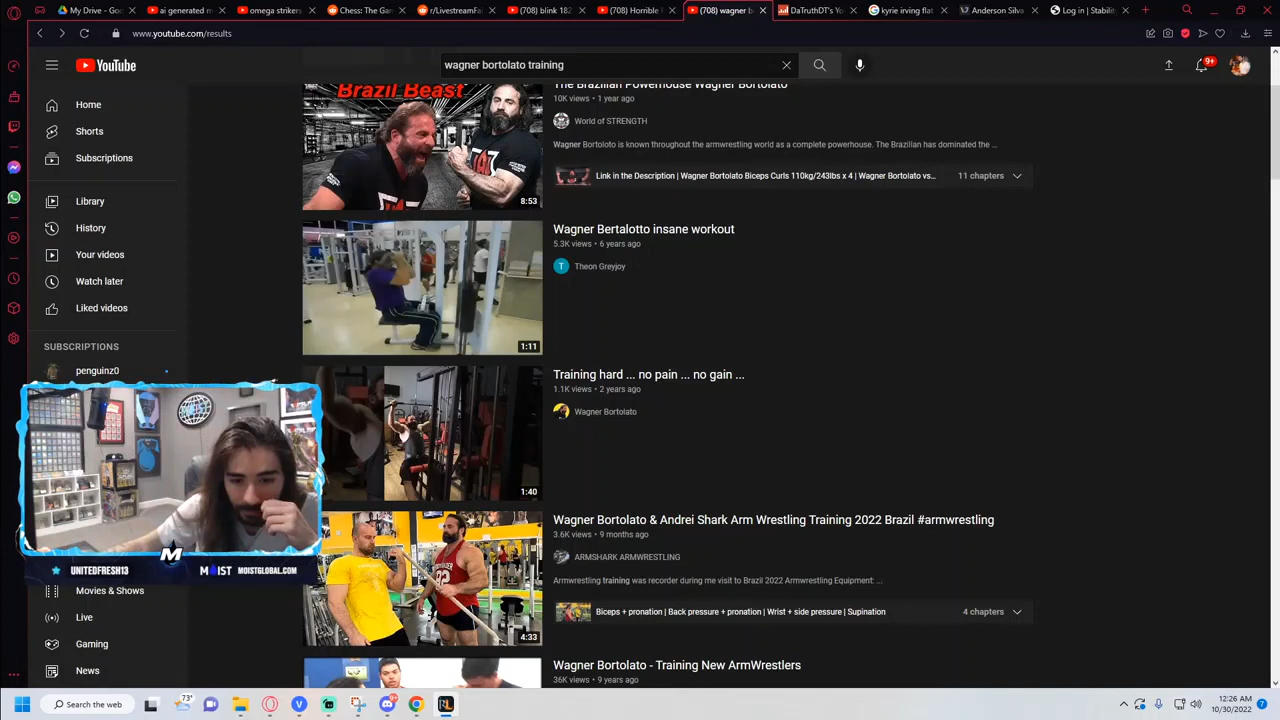 ai generated m
omega strikers
Chess: The Gan
r/LivestreamFai
(708) blink 182
(708) Horrible F
(708) wagner b
DaTruthDT's Yo
kyrie irving flat
Anderson Silva
Log in | Stability
www.youtube.com/results
YouTube
wagner bortolato training
9+
Home
Shorts
Subscriptions
Library
History
Your videos
Watch later
Liked videos
SUBSCRIPTIONS
penguinz0
Movies & Shows
Live
Gaming
News
Brazil Beast
8:53
The Brazilian Powerhouse Wagner Bortolato
10K views • 1 year ago
World of STRENGTH
Wagner Bortoloto is known throughout the armwrestling world as a complete powerhouse. The Brazilian has dominated the ...
Link in the Description | Wagner Bortolato Biceps Curls 110kg/243lbs x 4 | Wagner Bortolato vs...
11 chapters
1:11
Wagner Bertalotto insane workout
5.3K views • 6 years ago
T
Theon Greyjoy
1:40
Training hard ... no pain ... no gain ...
1.1K views • 2 years ago
Wagner Bortolato
4:33
Wagner Bortolato & Andrei Shark Arm Wrestling Training 2022 Brazil #armwrestling
3.6K views • 9 months ago
ARMSHARK ARMWRESTLING
Armwrestling training was recorder during me visit to Brazil 2022 Armwrestling Equipment: ...
Biceps + pronation | Back pressure + pronation | Wrist + side pressure | Supination
4 chapters
Wagner Bortolato - Training New ArmWrestlers
36K views • 9 years ago
M
UNITEDFRESH13
MOIST
MOISTGLOBAL.COM
73°
Search the web
12:26 AM
10/30/2022